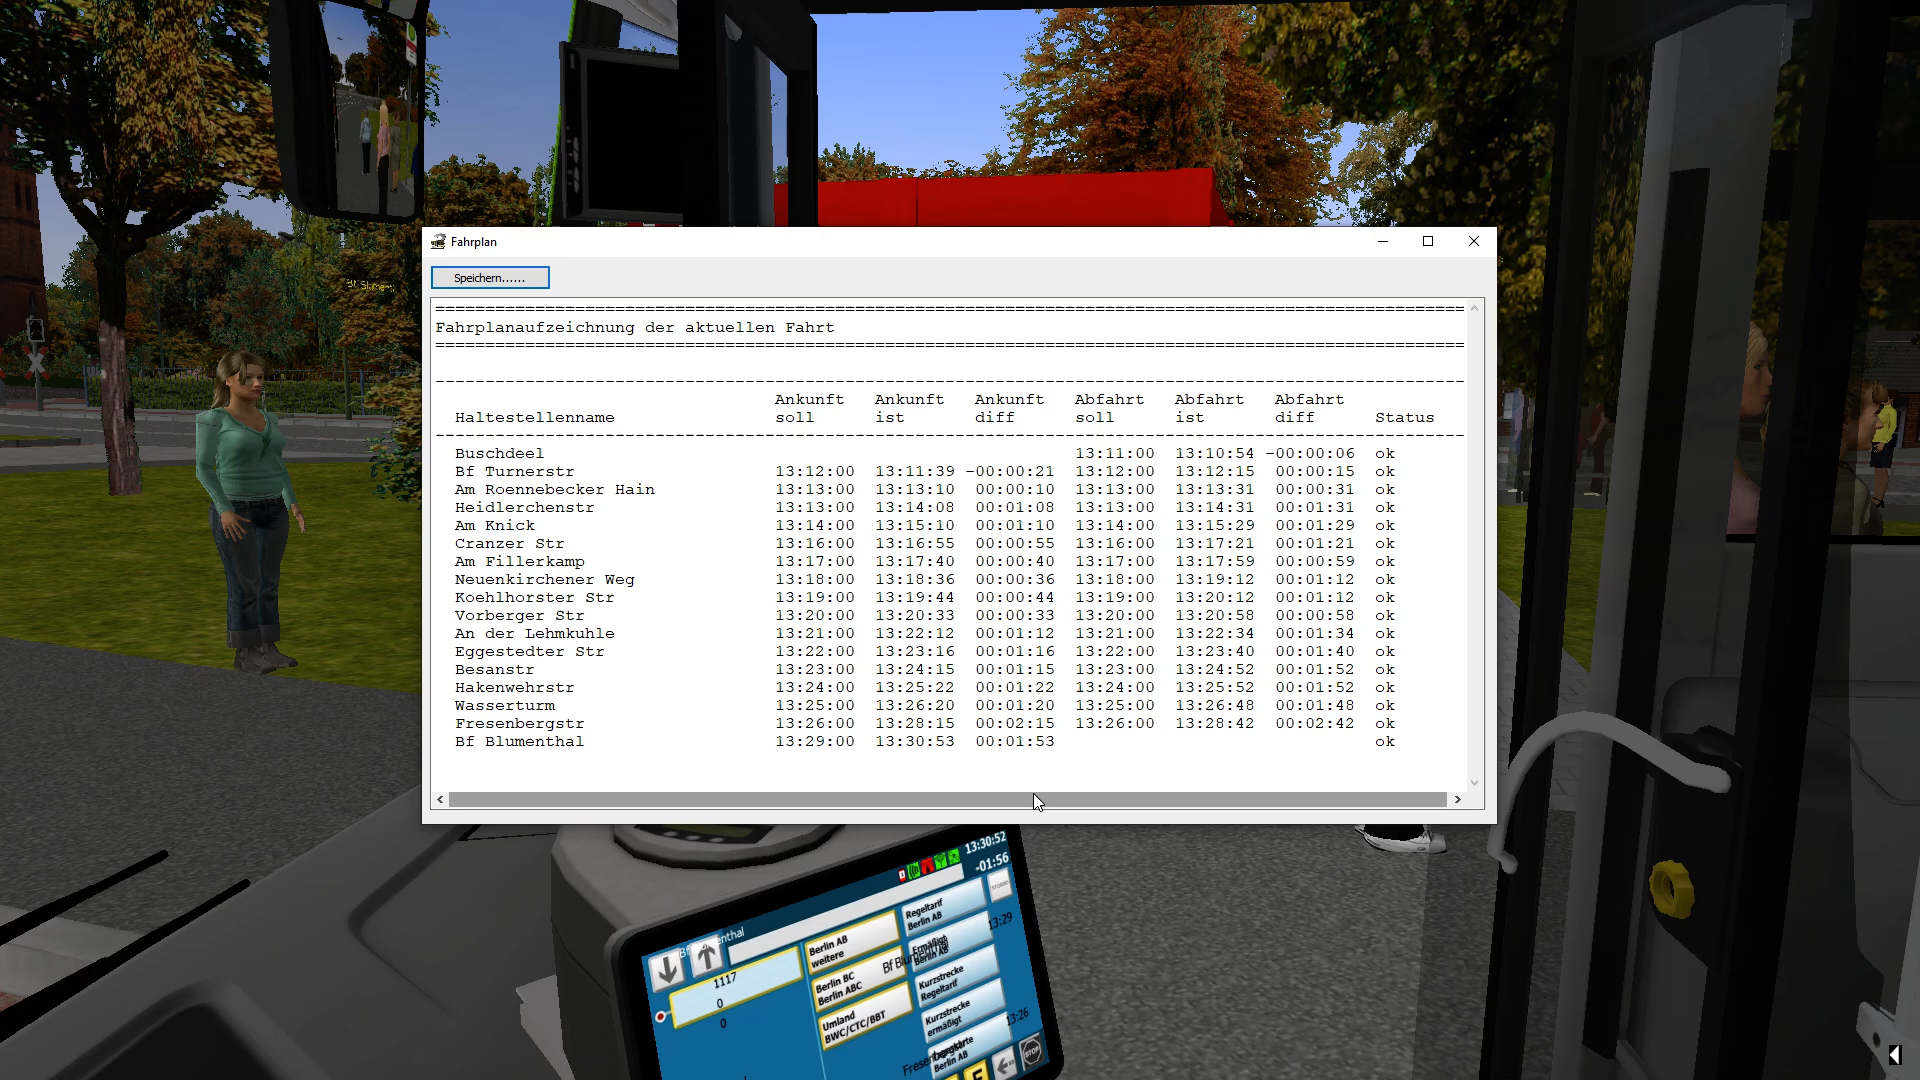 Fahrplan
Speichern......
Fahrplanaufzeichnung der aktuellen Fahrt
Ankunft Ankunft Ankunft Abfahrt Abfahrt Abfahrt
Haltestellenname soll ist diff soll ist diff Status
Buschdeel 13:11:00 13:10:54 -00:00:06 ok
Bf Turnerstr 13:12:00 13:11:39 -00:00:21 13:12:00 13:12:15 00:00:15 ok
Am Roennebecker Hain 13:13:00 13:13:10 00:00:10 13:13:00 13:13:31 00:00:31 ok
Heidlerchenstr 13:13:00 13:14:08 00:01:08 13:13:00 13:14:31 00:01:31 ok
Am Knick 13:14:00 13:15:10 00:01:10 13:14:00 13:15:29 00:01:29 ok
Cranzer Str 13:16:00 13:16:55 00:00:55 13:16:00 13:17:21 00:01:21 ok
Am Fillerkamp 13:17:00 13:17:40 00:00:40 13:17:00 13:17:59 00:00:59 ok
Neuenkirchener Weg 13:18:00 13:18:36 00:00:36 13:18:00 13:19:12 00:01:12 ok
Koehlhorster Str 13:19:00 13:19:44 00:00:44 13:19:00 13:20:12 00:01:12 ok
Vorberger Str 13:20:00 13:20:33 00:00:33 13:20:00 13:20:58 00:00:58 ok
An der Lehmkuhle 13:21:00 13:22:12 00:01:12 13:21:00 13:22:34 00:01:34 ok
Eggestedter Str 13:22:00 13:23:16 00:01:16 13:22:00 13:23:40 00:01:40 ok
Besanstr 13:23:00 13:24:15 00:01:15 13:23:00 13:24:52 00:01:52 ok
Hakenwehrstr 13:24:00 13:25:22 00:01:22 13:24:00 13:25:52 00:01:52 ok
Wasserturm 13:25:00 13:26:20 00:01:20 13:25:00 13:26:48 00:01:48 ok
Fresenbergstr 13:26:00 13:28:15 00:02:15 13:26:00 13:28:42 00:02:42 ok
Bf Blumenthal 13:29:00 13:30:53 00:01:53 ok
13:30:52
-01:56
1117
0
0
Berlin AB
weitere
Berlin BC
Berlin ABC
Umland
BWC/CTC/BBT
Regeltarif
Berlin AB
13:29
Ermäßigt
Berlin AB
Kurzstrecke
Regeltarif
Kurzstrecke
ermäßigt
13:26
Berlin AB
STOP